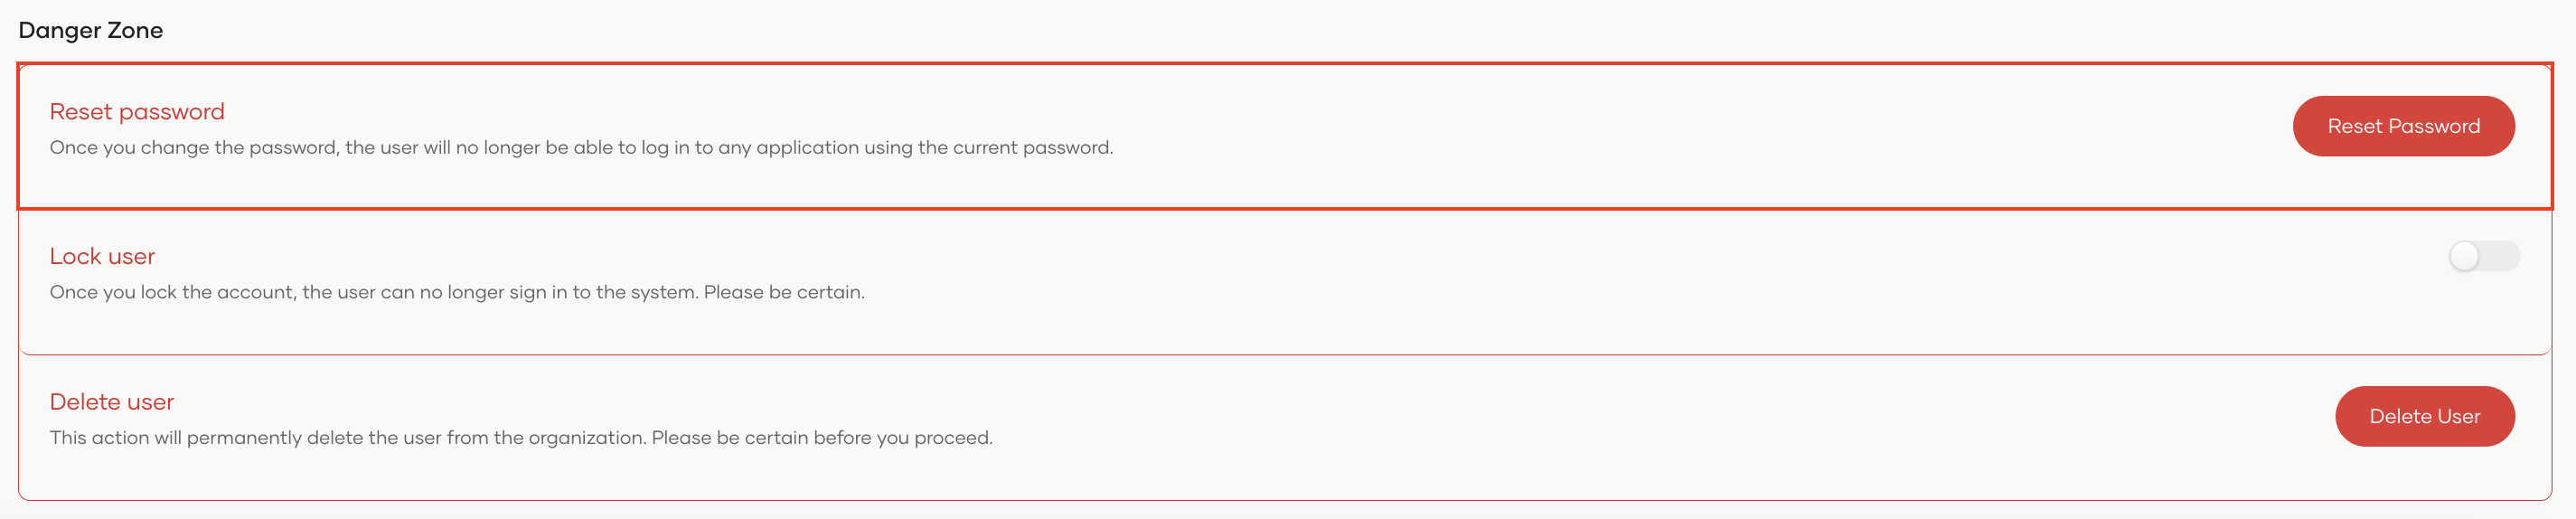 Danger Zone
Reset password
Once you change the password, the user will no longer be able to log in to any application using the current password.
Reset Password
Lock user
Once you lock the account, the user can no longer sign in to the system. Please be certain.
Delete user
This action will permanently delete the user from the organization. Please be certain before you proceed.
Delete User